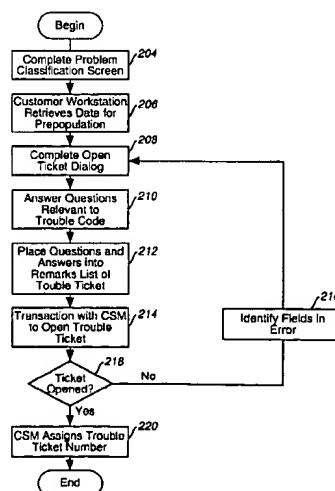 Begin
204
Complete Problem
Classification Screen
206
Customer Workstation
Retrieves Data for
Prepopulation
208
Complete Open
Ticket Dialog
210
Answer Questions
Relevant to
Trouble Code
212
Place Questions and
Answers into
Remarks List of
Touble Ticket
214
Transaction with CSM
to Open Trouble
Ticket
Identify Fields in
Error
218
Ticket
Opened?
No
Yes
220
CSM Assigns Trouble
Ticket Number
End